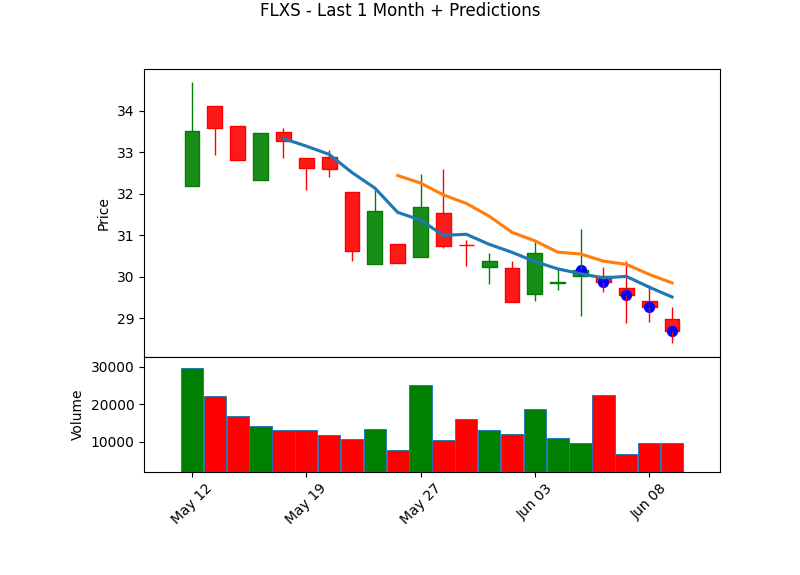 FLXS - Last 1 Month + Predictions
Price
34
33
32
31
30
29
Volume
30000
20000
10000
May 12
May 19
May 27
Jun 03
Jun 08